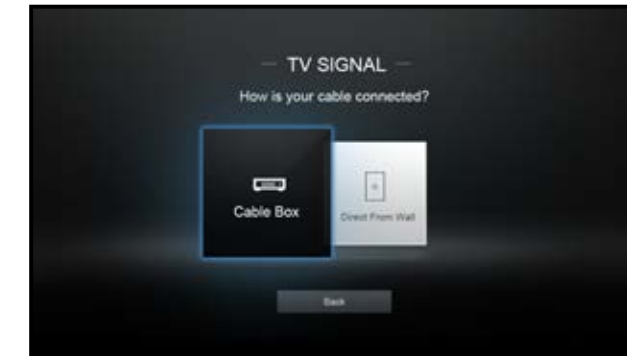 TV SIGNAL
How is your cable connected?
Cable Box
Direct From Wall
Back